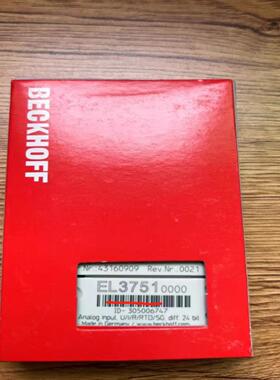 BECKHOFF
Nr.:43160909 Rev.Nr.:0021
EL3751 0000
ID- 305006747
Analog input, U/I/R/RTD/SG, diff. 24 bit
Made in Germany / www.beckhoff.com